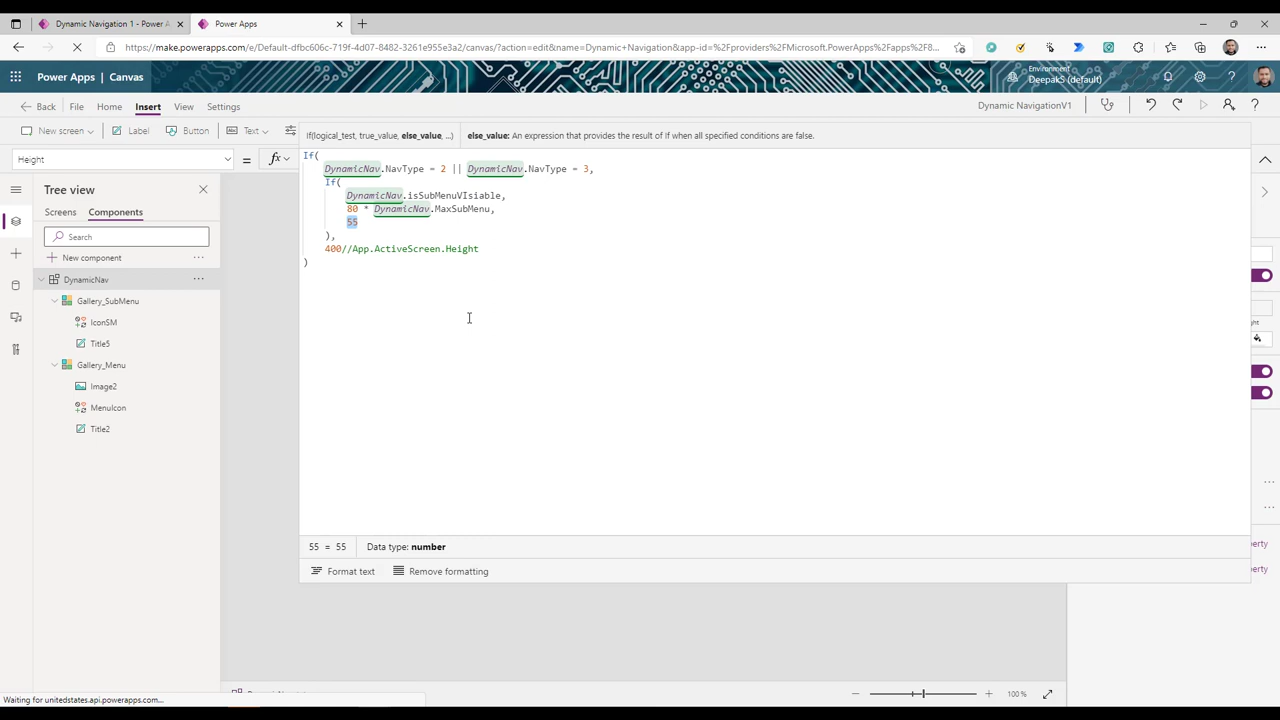 Dynamic Navigation 1 - Power A
Power Apps
https://make.powerapps.com/e/Default-dfbc606c-719f-4d07-8482-3261e955e3a2/canvas/?action=edit&name=Dynamic+Navigation&app-id=%2Fproviders%2FMicrosoft.PowerApps%2Fapps%2F8...
Power Apps | Canvas
Environment
DeepakS (default)
Back
File
Home
Insert
View
Settings
Dynamic NavigationV1
New screen
Label
Button
Text
If(logical_test, true_value, else_value, ...)
else_value: An expression that provides the result of If when all specified conditions are false.
Height
=
fx
If(
DynamicNav.NavType = 2 || DynamicNav.NavType = 3,
If(
DynamicNav.isSubMenuVIsiable,
80 * DynamicNav.MaxSubMenu,
55
),
400//App.ActiveScreen.Height
)
Tree view
Screens
Components
Search
New component
DynamicNav
Gallery_SubMenu
IconSM
Title5
Gallery_Menu
Image2
MenuIcon
Title2
ght
erty
erty
55 = 55
Data type: number
Format text
Remove formatting
100 %
Waiting for unitedstates.api.powerapps.com...